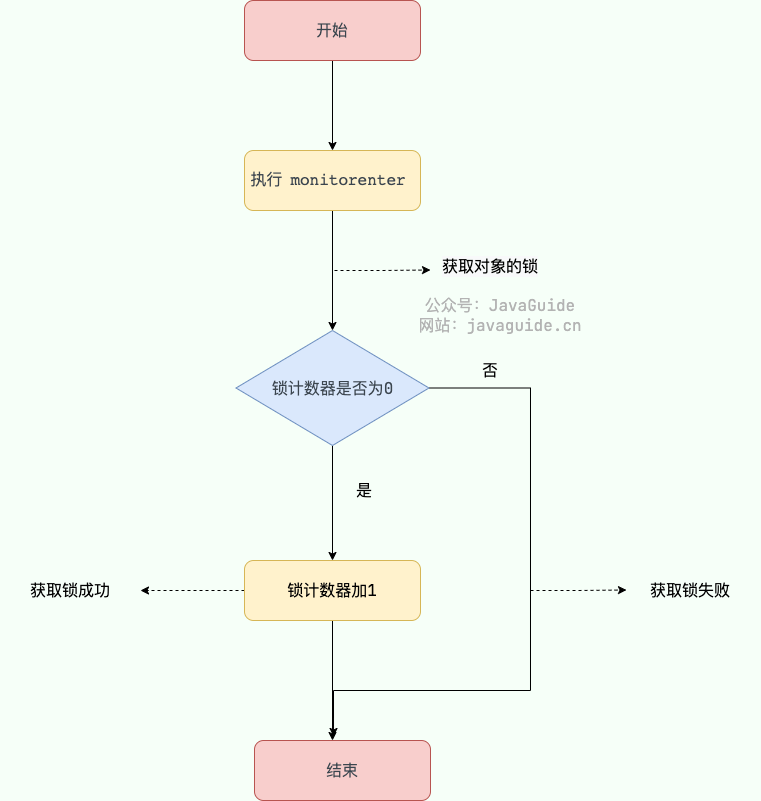 开始
执行 monitorenter
获取对象的锁
公众号：JavaGuide
网站：javaguide.cn
锁计数器是否为0
否
是
获取锁成功
锁计数器加1
获取锁失败
结束